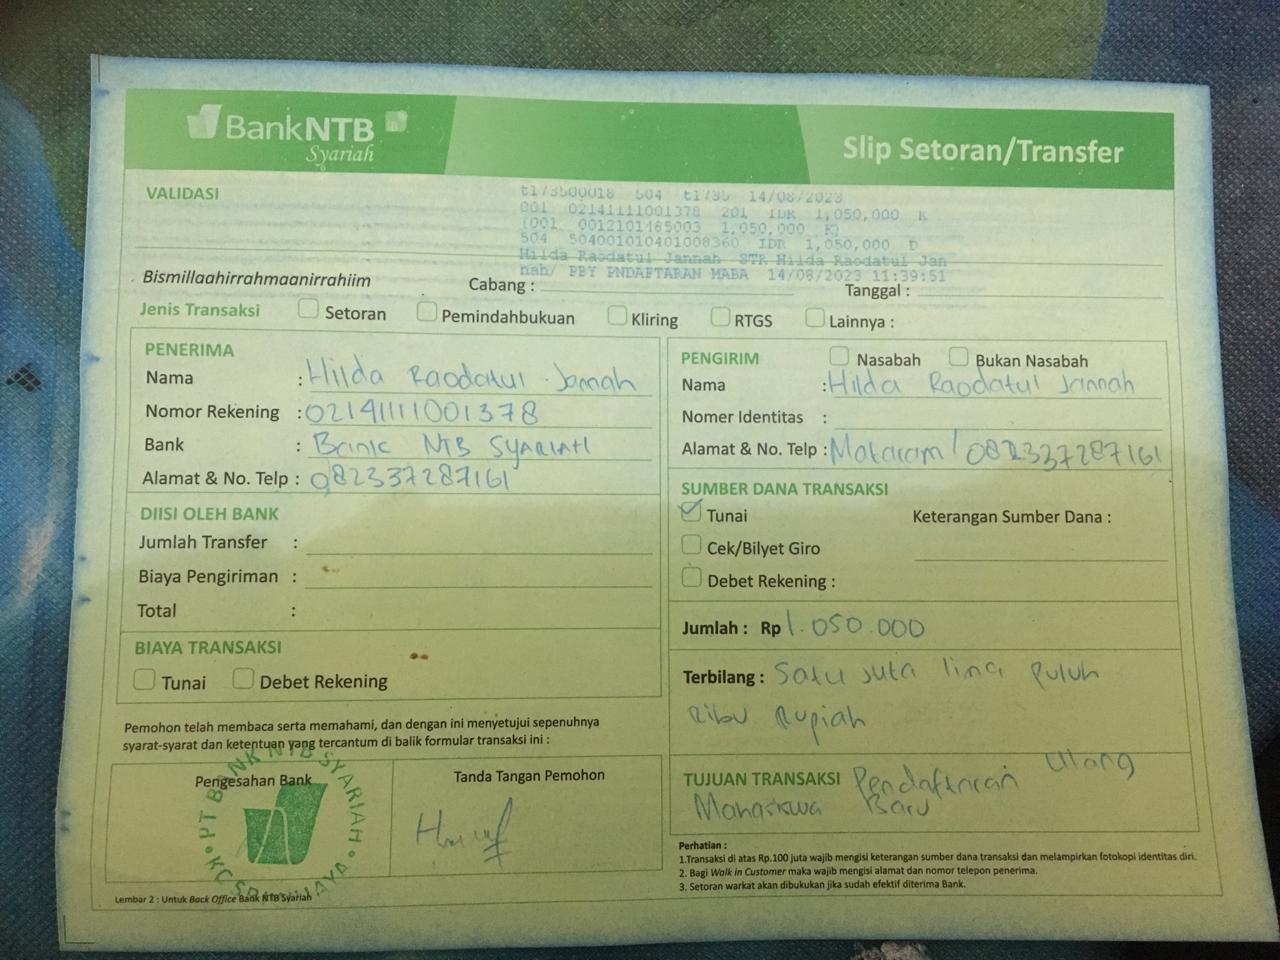 BankNTB
Syariah
Slip Setoran/Transfer
VALIDASI
14/08/2023
001 02141111001378 201 IDR 1,050,000 K
(001 0012101165003 1,050,000 K)
504 504001010401008360 IDR 1,050,000 D
Hilda Raodatul Jannah STR Hilda Raodatul Jan
nah/ PBY PNDAFTARAN MABA 14/08/2023 11:39:51
Bismillaahirrahmaanirrahiim
Cabang :
Tanggal :
Jenis Transaksi Setoran Pemindahbukuan Kliring RTGS Lainnya :
PENERIMA
Nama : Hilda Raodatul Jannah
Nomor Rekening : 02141111001378
Bank : Bank NTB SYARIAH
Alamat & No. Telp : 082337287161
DIISI OLEH BANK
Jumlah Transfer :
Biaya Pengiriman :
Total :
BIAYA TRANSAKSI
Tunai Debet Rekening
PENGIRIM Nasabah Bukan Nasabah
Nama : Hilda Raodatul Jannah
Nomer Identitas :
Alamat & No. Telp : Mataram / 082337287161
SUMBER DANA TRANSAKSI
Tunai Keterangan Sumber Dana :
Cek/Bilyet Giro
Debet Rekening :
Jumlah : Rp 1.050.000
Terbilang : Satu juta lima puluh
Ribu Rupiah
TUJUAN TRANSAKSI Pendaftaran Ulang
Mahasiswa Baru
Pemohon telah membaca serta memahami, dan dengan ini menyetujui sepenuhnya
syarat-syarat dan ketentuan yang tercantum di balik formular transaksi ini :
Pengesahan Bank
Tanda Tangan Pemohon
PT BANK NTB SYARIAH
Perhatian :
1.Transaksi di atas Rp.100 juta wajib mengisi keterangan sumber dana transaksi dan melampirkan fotokopi identitas diri.
2. Bagi Walk in Customer maka wajib mengisi alamat dan nomor telepon penerima.
3. Setoran warkat akan dibukukan jika sudah efektif diterima Bank.
Lembar 2 : Untuk Back Office Bank NTB Syariah